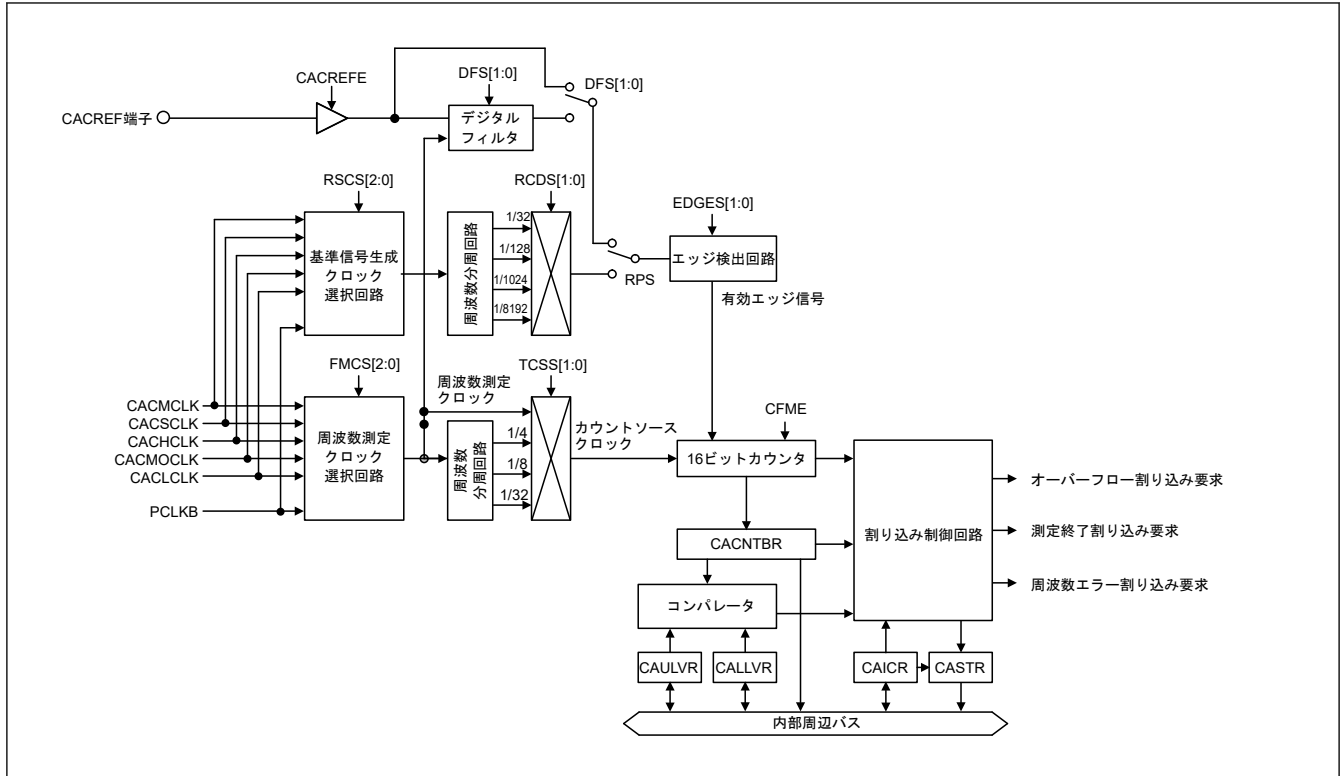 CACREFE
DFS[1:0]
DFS[1:0]
CACREF端子
デジタル
フィルタ
RSCS[2:0]
RCDS[1:0]
EDGES[1:0]
基準信号生成
クロック
選択回路
周波数分周回路
1/32
1/128
1/1024
1/8192
RPS
エッジ検出回路
有効エッジ信号
FMCS[2:0]
周波数測定
クロック
TCSS[1:0]
CFME
CACMCLK
CACSCLK
CACHCLK
CACMOCLK
CACLCLK
PCLKB
周波数測定
クロック
選択回路
周波数
分周回路
1/4
1/8
1/32
カウントソース
クロック
16ビットカウンタ
CACNTBR
コンパレータ
CAULVR
CALLVR
割り込み制御回路
オーバーフロー割り込み要求
測定終了割り込み要求
周波数エラー割り込み要求
CAICR
CASTR
内部周辺バス